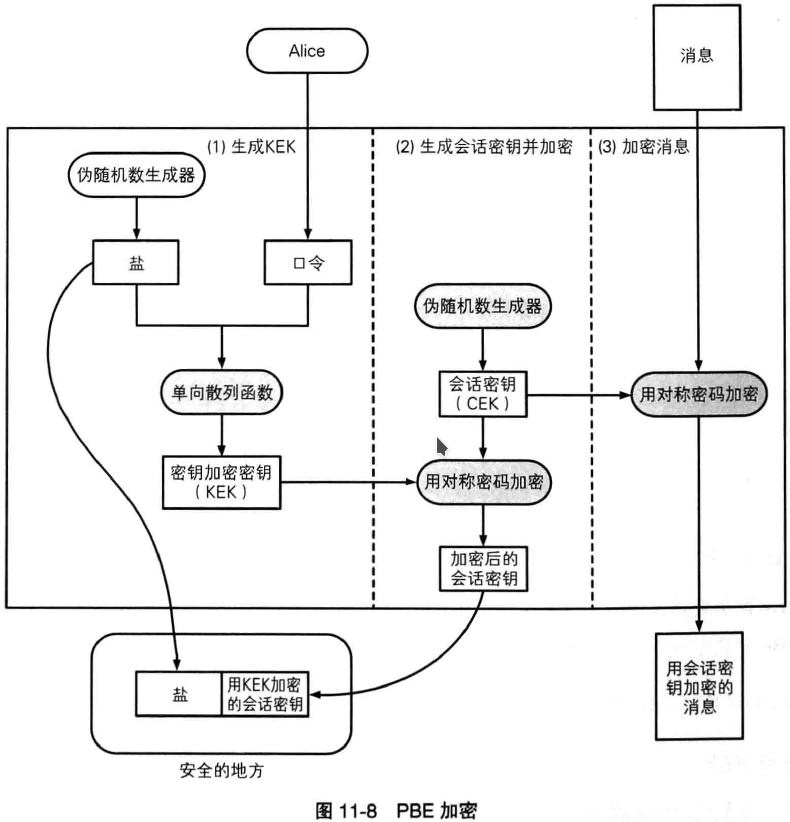 Alice
消息
(1) 生成KEK
(2) 生成会话密钥并加密
(3) 加密消息
伪随机数生成器
盐
口令
伪随机数生成器
单向散列函数
会话密钥
（CEK）
用对称密码加密
密钥加密密钥
（KEK）
用对称密码加密
加密后的
会话密钥
盐
用KEK加密
的会话密钥
用会话密
钥加密的
消息
安全的地方
图 11-8 PBE 加密